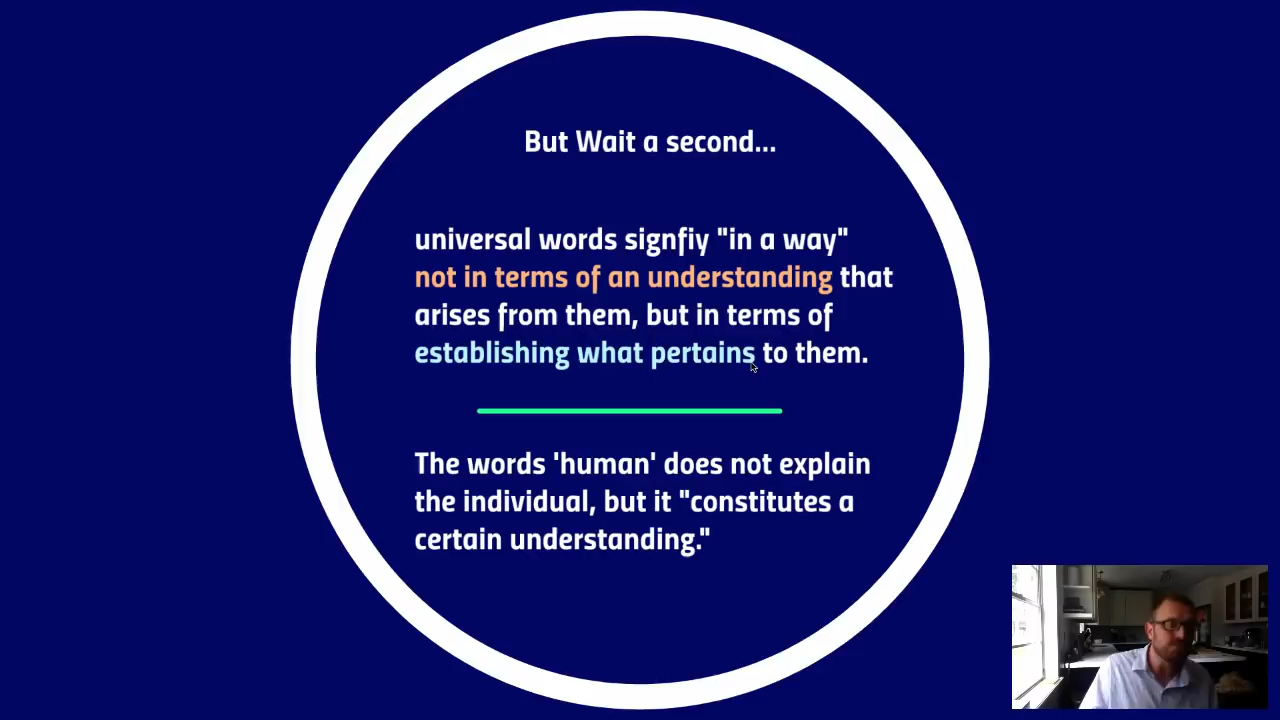 But Wait a second...
universal words signfiy "in a way"
not in terms of an understanding that
arises from them, but in terms of
establishing what pertains to them.
The words 'human' does not explain
the individual, but it "constitutes a
certain understanding."